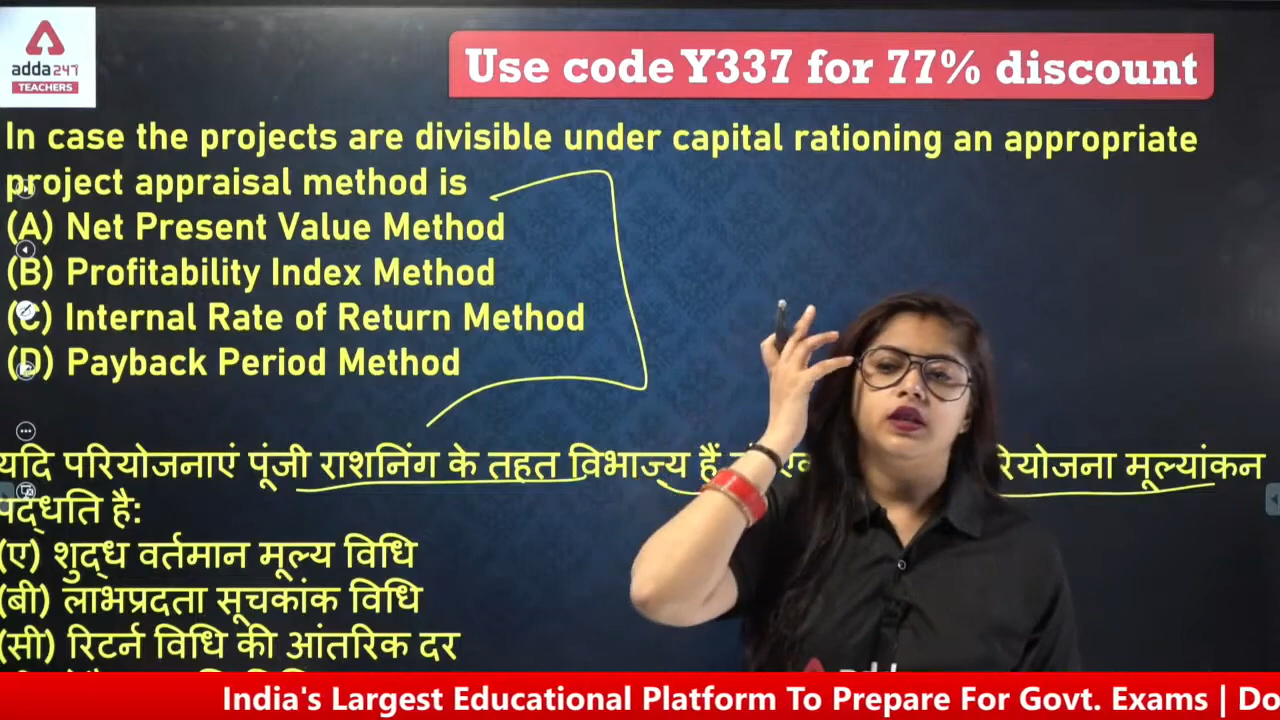 adda247
TEACHERS
Use code Y337 for 77% discount
In case the projects are divisible under capital rationing an appropriate
project appraisal method is
(A) Net Present Value Method
(B) Profitability Index Method
(C) Internal Rate of Return Method
(D) Payback Period Method
यदि परियोजनाएं पूंजी राशनिंग के तहत विभाज्य हैं मूल्यांकन
पद्धति है:
(ए) शुद्ध वर्तमान मूल्य विधि
(बी) लाभप्रदता सूचकांक विधि
(सी) रिटर्न विधि की आंतरिक दर
India's Largest Educational Platform To Prepare For Govt. Exams |